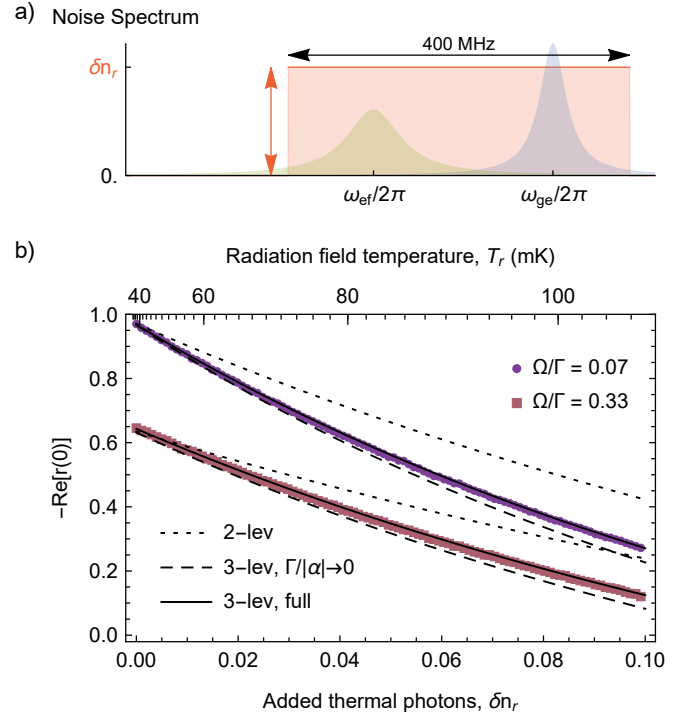 a)
Noise Spectrum
400 MHz
δnᵣ
0.
ω_ef/2π
ω_ge/2π
b)
Radiation field temperature, Tᵣ (mK)
40 60 80 100
1.0
0.8
0.6
0.4
0.2
0.0
−Re[r(0)]
Ω/Γ = 0.07
Ω/Γ = 0.33
2−lev
3−lev, Γ/|α|→0
3−lev, full
0.00 0.02 0.04 0.06 0.08 0.10
Added thermal photons, δnᵣ